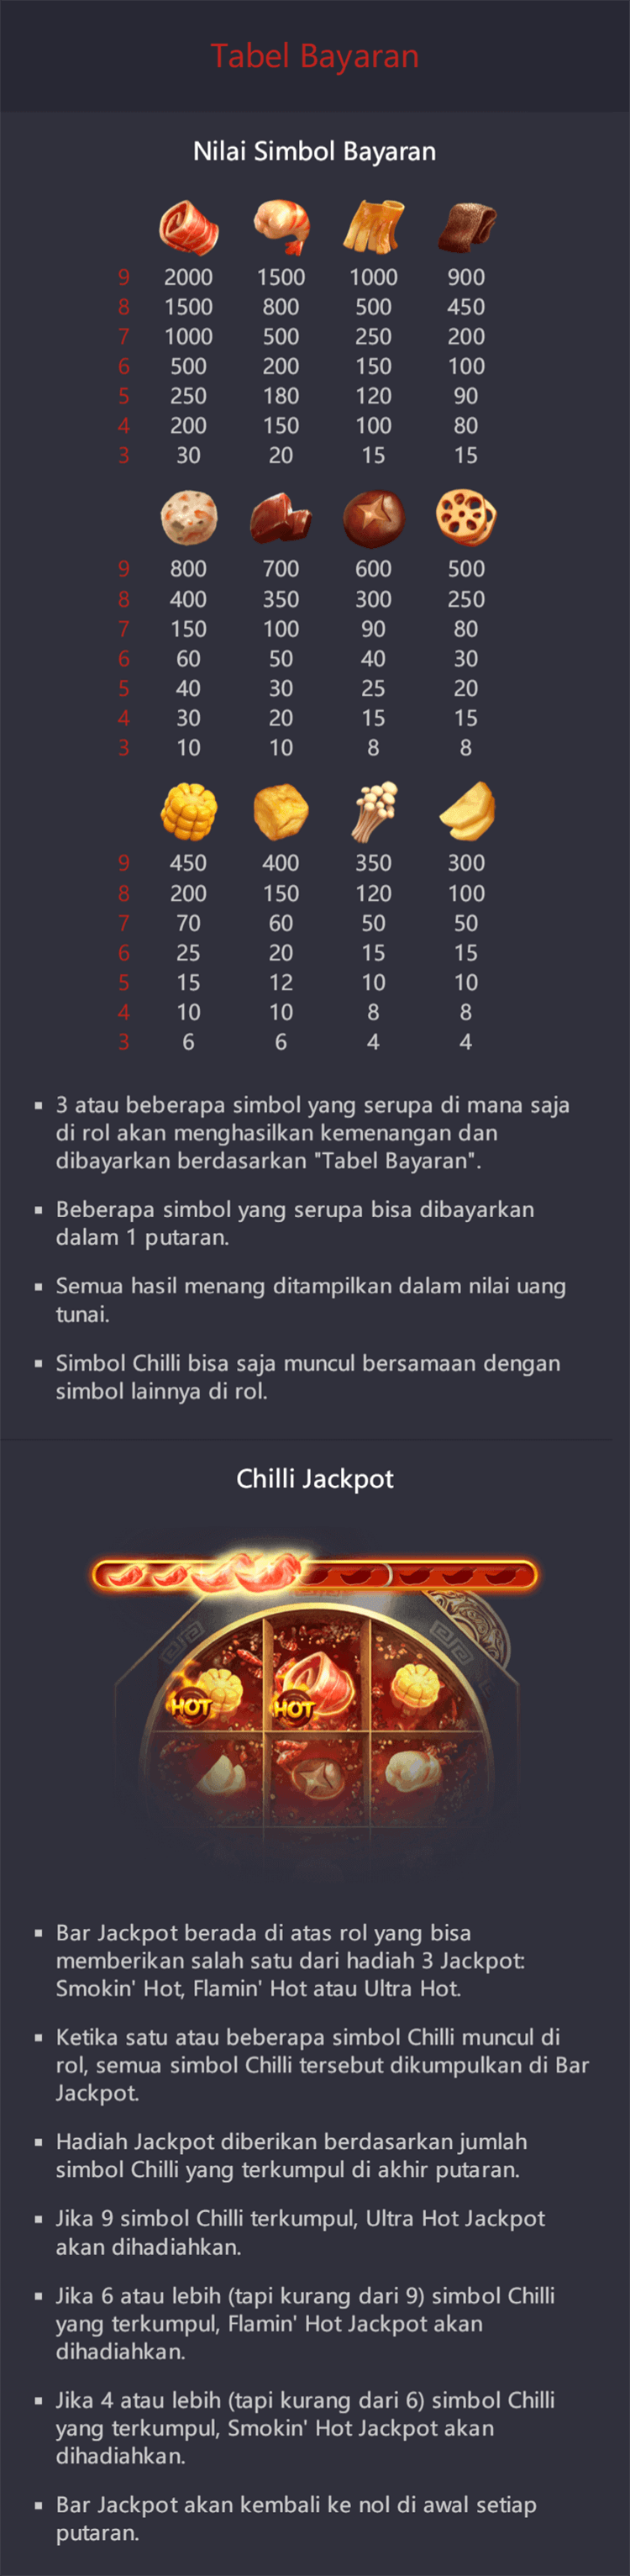 Tabel Bayaran
Nilai Simbol Bayaran
9 2000 1500 1000 900
8 1500 800 500 450
7 1000 500 250 200
6 500 200 150 100
5 250 180 120 90
4 200 150 100 80
3 30 20 15 15
9 800 700 600 500
8 400 350 300 250
7 150 100 90 80
6 60 50 40 30
5 40 30 25 20
4 30 20 15 15
3 10 10 8 8
9 450 400 350 300
8 200 150 120 100
7 70 60 50 50
6 25 20 15 15
5 15 12 10 10
4 10 10 8 8
3 6 6 4 4
▪ 3 atau beberapa simbol yang serupa di mana saja
di rol akan menghasilkan kemenangan dan
dibayarkan berdasarkan "Tabel Bayaran".
▪ Beberapa simbol yang serupa bisa dibayarkan
dalam 1 putaran.
▪ Semua hasil menang ditampilkan dalam nilai uang
tunai.
▪ Simbol Chilli bisa saja muncul bersamaan dengan
simbol lainnya di rol.
Chilli Jackpot
HOT HOT
▪ Bar Jackpot berada di atas rol yang bisa
memberikan salah satu dari hadiah 3 Jackpot:
Smokin' Hot, Flamin' Hot atau Ultra Hot.
▪ Ketika satu atau beberapa simbol Chilli muncul di
rol, semua simbol Chilli tersebut dikumpulkan di Bar
Jackpot.
▪ Hadiah Jackpot diberikan berdasarkan jumlah
simbol Chilli yang terkumpul di akhir putaran.
▪ Jika 9 simbol Chilli terkumpul, Ultra Hot Jackpot
akan dihadiahkan.
▪ Jika 6 atau lebih (tapi kurang dari 9) simbol Chilli
yang terkumpul, Flamin' Hot Jackpot akan
dihadiahkan.
▪ Jika 4 atau lebih (tapi kurang dari 6) simbol Chilli
yang terkumpul, Smokin' Hot Jackpot akan
dihadiahkan.
▪ Bar Jackpot akan kembali ke nol di awal setiap
putaran.